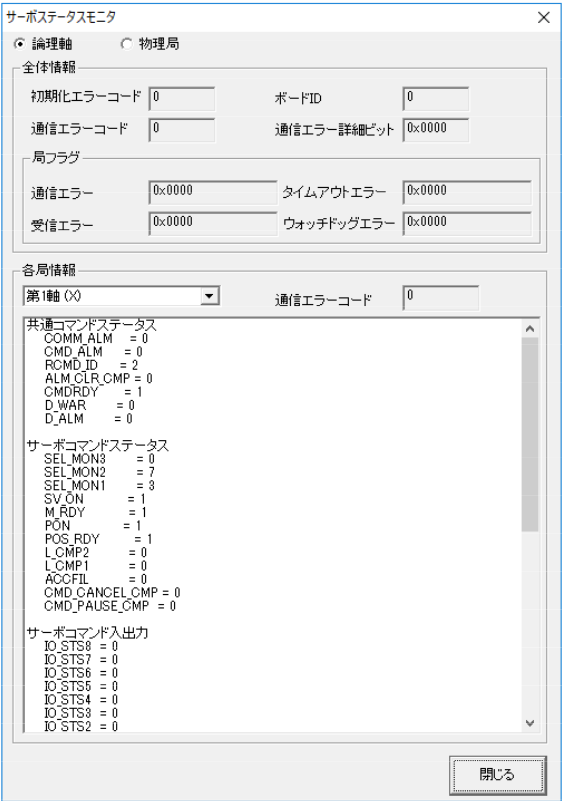 サーボステータスモニタ
論理軸 物理局
全体情報
初期化エラーコード 0 ボードID 0
通信エラーコード 0 通信エラー詳細ビット 0x0000
局フラグ
通信エラー 0x0000 タイムアウトエラー 0x0000
受信エラー 0x0000 ウォッチドッグエラー 0x0000
各局情報
第1軸 (X) 通信エラーコード 0
共通コマンドステータス
COMM_ALM = 0
CMD_ALM = 0
RCMD_ID = 2
ALM_CLR_CMP = 0
CMDRDY = 1
D_WAR = 0
D_ALM = 0
サーボコマンドステータス
SEL_MON3 = 0
SEL_MON2 = 7
SEL_MON1 = 3
SV_ON = 1
M_RDY = 1
PON = 1
POS_RDY = 1
L_CMP2 = 0
L_CMP1 = 0
ACCFIL = 0
CMD_CANCEL_CMP = 0
CMD_PAUSE_CMP = 0
サーボコマンド入出力
IO_STS8 = 0
IO_STS7 = 0
IO_STS6 = 0
IO_STS5 = 0
IO_STS4 = 0
IO_STS3 = 0
IO_STS2 = 0
閉じる